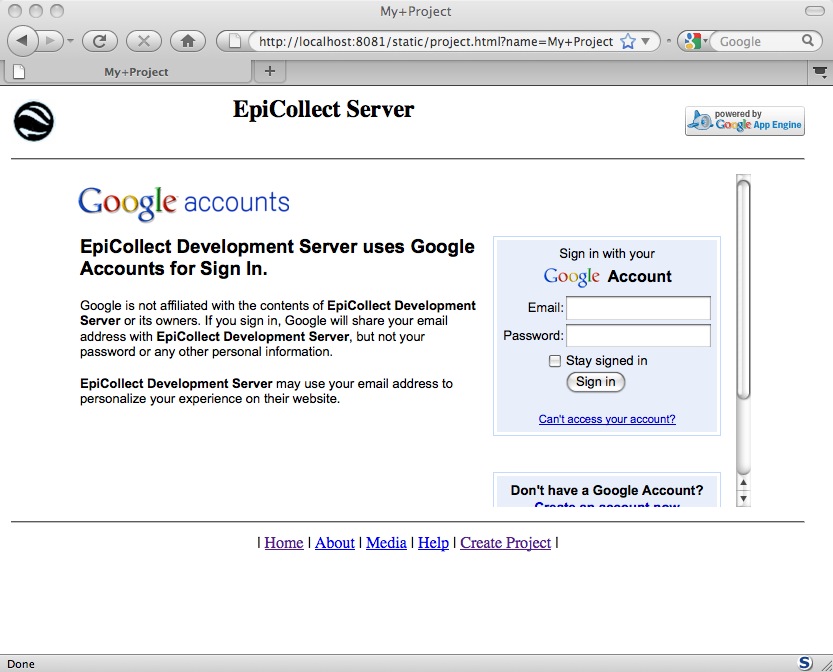 My+Project
http://localhost:8081/static/project.html?name=My+Project
Google
My+Project
EpiCollect Server
powered by
Google App Engine
Google accounts
EpiCollect Development Server uses Google
Accounts for Sign In.
Google is not affiliated with the contents of EpiCollect Development
Server or its owners. If you sign in, Google will share your email
address with EpiCollect Development Server, but not your
password or any other personal information.
EpiCollect Development Server may use your email address to
personalize your experience on their website.
Sign in with your
Google Account
Email:
Password:
Stay signed in
Sign in
Can't access your account?
Don't have a Google Account?
Create an account now
| Home | About | Media | Help | Create Project |
Done
S